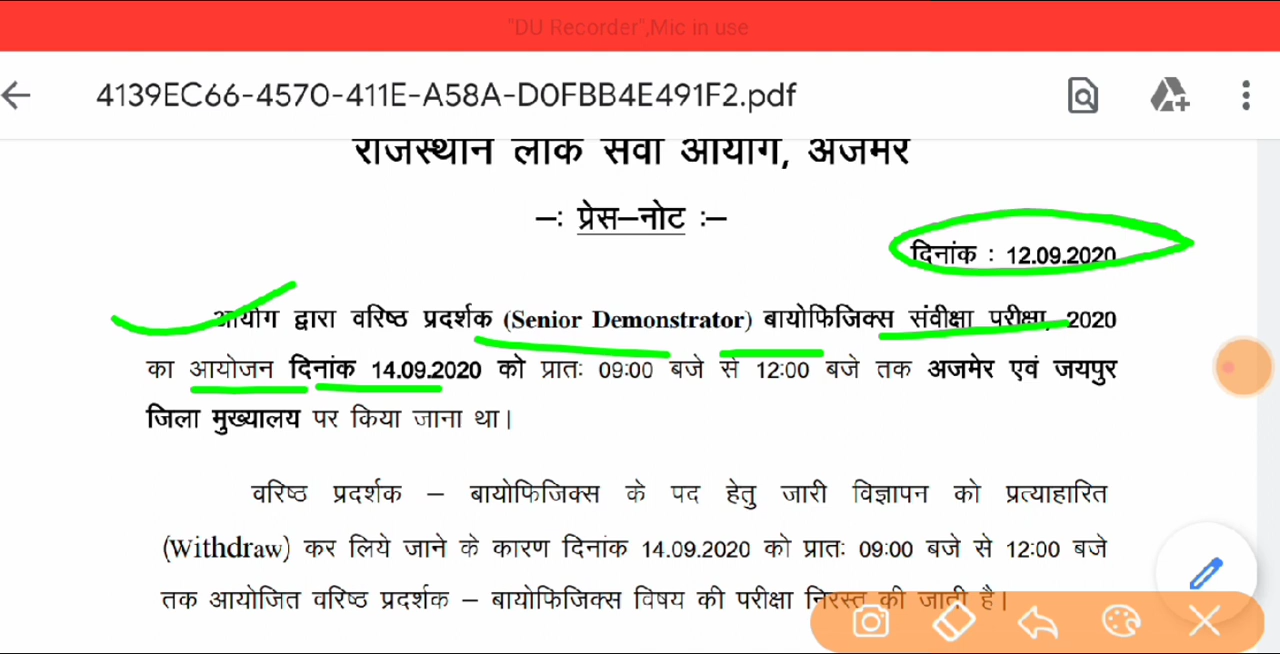 "DU Recorder",Mic in use
4139EC66-4570-411E-A58A-D0FBB4E491F2.pdf
राजस्थान लोक सेवा आयोग, अजमेर
–: प्रेस–नोट :–
दिनांक : 12.09.2020
आयोग द्वारा वरिष्ठ प्रदर्शक (Senior Demonstrator) बायोफिजिक्स संवीक्षा परीक्षा, 2020
का आयोजन दिनांक 14.09.2020 को प्रातः 09:00 बजे से 12:00 बजे तक अजमेर एवं जयपुर
जिला मुख्यालय पर किया जाना था।
वरिष्ठ प्रदर्शक – बायोफिजिक्स के पद हेतु जारी विज्ञापन को प्रत्याहारित
(Withdraw) कर लिये जाने के कारण दिनांक 14.09.2020 को प्रातः 09:00 बजे से 12:00 बजे
तक आयोजित वरिष्ठ प्रदर्शक – बायोफिजिक्स विषय की परीक्षा निरस्त की जाती है।